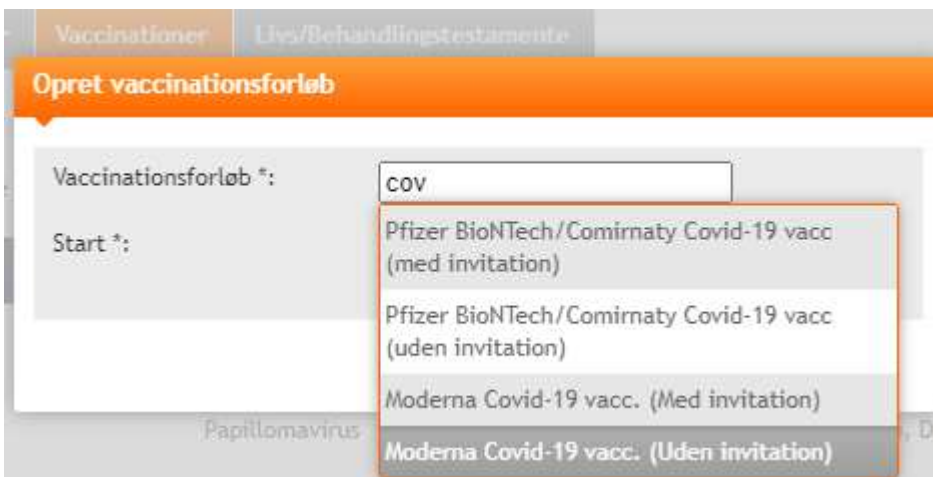 Vaccinationer Livs/Behandlingstestamente
Opret vaccinationsforløb
Vaccinationsforløb *:
cov
Start *:
Pfizer BioNTech/Comirnaty Covid-19 vacc
(med invitation)
Pfizer BioNTech/Comirnaty Covid-19 vacc
(uden invitation)
Moderna Covid-19 vacc. (Med invitation)
Papillomavirus
Moderna Covid-19 vacc. (Uden invitation)